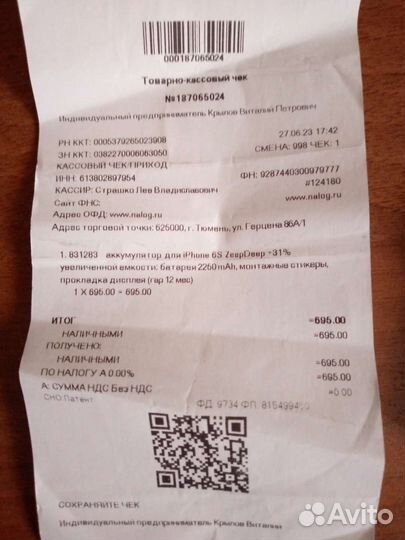 000187065024
Товарно-кассовый чек
№187065024
Индивидуальный предприниматель Крылов Виталий Петрович
27.06.23 17:42
РН ККТ: 0005379265023908
СМЕНА: 998 ЧЕК: 1
ЗН ККТ: 0382270006063050
КАССОВЫЙ ЧЕК/ПРИХОД
ФН: 9287440300979777
ИНН: 613802897954
#124180
КАССИР: Страшко Лев Владиславович
Сайт ФНС:
www.nalog.ru
Адрес ОФД: www.nalog.ru
Адрес торговой точки: 625000, г. Тюмень, ул. Герцена 86А/1
1. 831283 аккумулятор для iPhone 6S ZeepDeep +31%
увеличенной емкости: батарея 2250mAh, монтажные стикеры,
прокладка дисплея (гар 12 мес)
1 X 695.00 = 695.00
ИТОГ =695.00
НАЛИЧНЫМИ =695.00
ПОЛУЧЕНО:
НАЛИЧНЫМИ =695.00
ПО НАЛОГУ А 0.00% =695.00
А: СУММА НДС Без НДС =0.00
СНО:Патент
ФД: 9734 ФП: 815499450
СОХРАНЯЙТЕ ЧЕК
Индивидуальный предприниматель Крылов Виталий
Avito